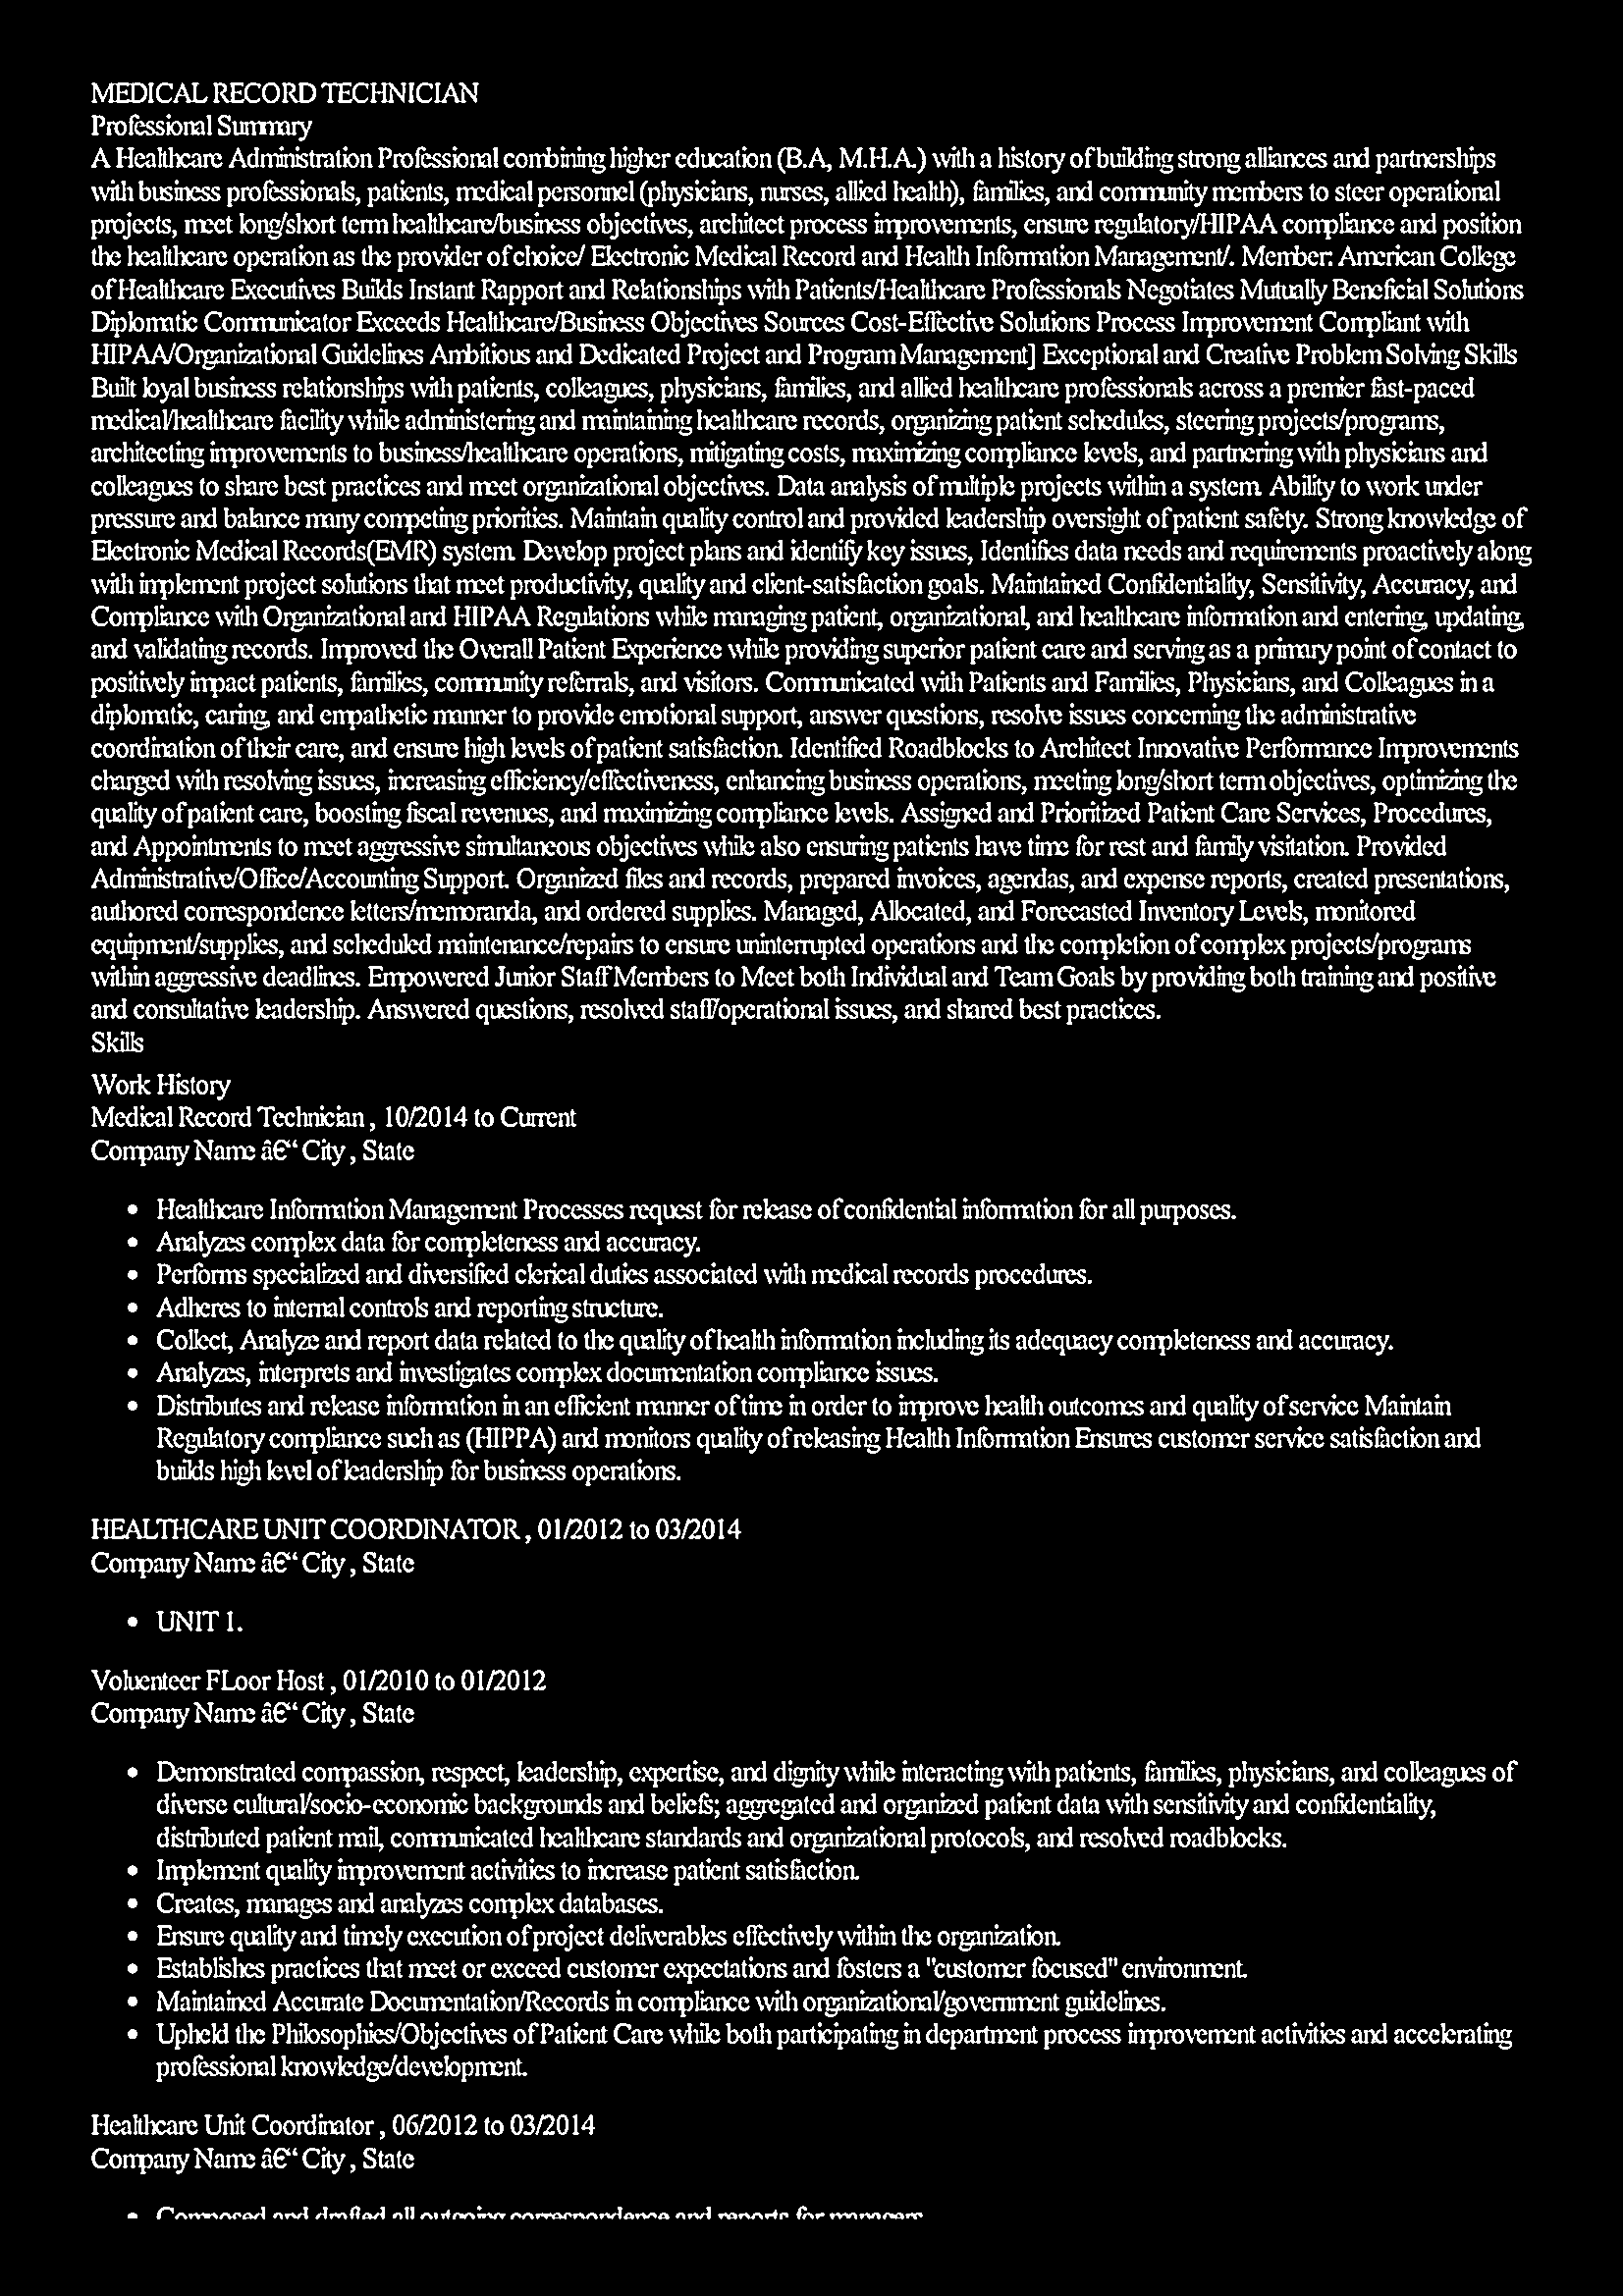 MEDICAL RECORD TECHNICIAN
Professional Summary
A Healthcare Administration Professional combining higher education (B.A, M.H.A.) with a history of building strong alliances and partnerships
with business professionals, patients, medical personnel (physicians, nurses, allied health), families, and community members to steer operational
projects, meet long/short term healthcare/business objectives, architect process improvements, ensure regulatory/HIPAA compliance and position
the healthcare operation as the provider of choice/ Electronic Medical Record and Health Information Management/. Member: American College
of Healthcare Executives Builds Instant Rapport and Relationships with Patients/Healthcare Professionals Negotiates Mutually Beneficial Solutions
Diplomatic Communicator Exceeds Healthcare/Business Objectives Sources Cost-Effective Solutions Process Improvement Compliant with
HIPAA/Organizational Guidelines Ambitious and Dedicated Project and Program Management] Exceptional and Creative Problem Solving Skills
Built loyal business relationships with patients, colleagues, physicians, families, and allied healthcare professionals across a premier fast-paced
medical/healthcare facility while administering and maintaining healthcare records, organizing patient schedules, steering projects/programs,
architecting improvements to business/healthcare operations, mitigating costs, maximizing compliance levels, and partnering with physicians and
colleagues to share best practices and meet organizational objectives. Data analysis of multiple projects within a system. Ability to work under
pressure and balance many competing priorities. Maintain quality control and provided leadership oversight of patient safety. Strong knowledge of
Electronic Medical Records(EMR) system. Develop project plans and identify key issues, Identifies data needs and requirements proactively along
with implement project solutions that meet productivity, quality and client-satisfaction goals. Maintained Confidentiality, Sensitivity, Accuracy, and
Compliance with Organizational and HIPAA Regulations while managing patient, organizational, and healthcare information and entering, updating,
and validating records. Improved the Overall Patient Experience while providing superior patient care and serving as a primary point of contact to
positively impact patients, families, community referrals, and visitors. Communicated with Patients and Families, Physicians, and Colleagues in a
diplomatic, caring, and empathetic manner to provide emotional support, answer questions, resolve issues concerning the administrative
coordination of their care, and ensure high levels of patient satisfaction. Identified Roadblocks to Architect Innovative Performance Improvements
charged with resolving issues, increasing efficiency/effectiveness, enhancing business operations, meeting long/short term objectives, optimizing the
quality of patient care, boosting fiscal revenues, and maximizing compliance levels. Assigned and Prioritized Patient Care Services, Procedures,
and Appointments to meet aggressive simultaneous objectives while also ensuring patients have time for rest and family visitation. Provided
Administrative/Office/Accounting Support. Organized files and records, prepared invoices, agendas, and expense reports, created presentations,
authored correspondence letters/memoranda, and ordered supplies. Managed, Allocated, and Forecasted Inventory Levels, monitored
equipment/supplies, and scheduled maintenance/repairs to ensure uninterrupted operations and the completion of complex projects/programs
within aggressive deadlines. Empowered Junior Staff Members to Meet both Individual and Team Goals by providing both training and positive
and consultative leadership. Answered questions, resolved staff/operational issues, and shared best practices.
Skills
Work History
Medical Record Technician , 10/2014 to Current
Company Name â€“ City , State
• Healthcare Information Management Processes request for release of confidential information for all purposes.
• Analyzes complex data for completeness and accuracy.
• Performs specialized and diversified clerical duties associated with medical records procedures.
• Adheres to internal controls and reporting structure.
• Collect, Analyze and report data related to the quality of health information including its adequacy completeness and accuracy.
• Analyzes, interprets and investigates complex documentation compliance issues.
• Distributes and release information in an efficient manner of time in order to improve health outcomes and quality of service Maintain
Regulatory compliance such as (HIPPA) and monitors quality of releasing Health Information Ensures customer service satisfaction and
builds high level of leadership for business operations.
HEALTHCARE UNIT COORDINATOR , 01/2012 to 03/2014
Company Name â€“ City , State
• UNIT 1.
Voluenteer FLoor Host , 01/2010 to 01/2012
Company Name â€“ City , State
• Demonstrated compassion, respect, leadership, expertise, and dignity while interacting with patients, families, physicians, and colleagues of
diverse cultural/socio-economic backgrounds and beliefs; aggregated and organized patient data with sensitivity and confidentiality,
distributed patient mail, communicated healthcare standards and organizational protocols, and resolved roadblocks.
• Implement quality improvement activities to increase patient satisfaction.
• Creates, manages and analyzes complex databases.
• Ensure quality and timely execution of project deliverables effectively within the organization.
• Establishes practices that meet or exceed customer expectations and fosters a "customer focused" environment.
• Maintained Accurate Documentation/Records in compliance with organizational/government guidelines.
• Upheld the Philosophies/Objectives of Patient Care while both participating in department process improvement activities and accelerating
professional knowledge/development.
Healthcare Unit Coordinator , 06/2012 to 03/2014
Company Name â€“ City , State
• Composed and drafted all outgoing correspondence and reports for managers